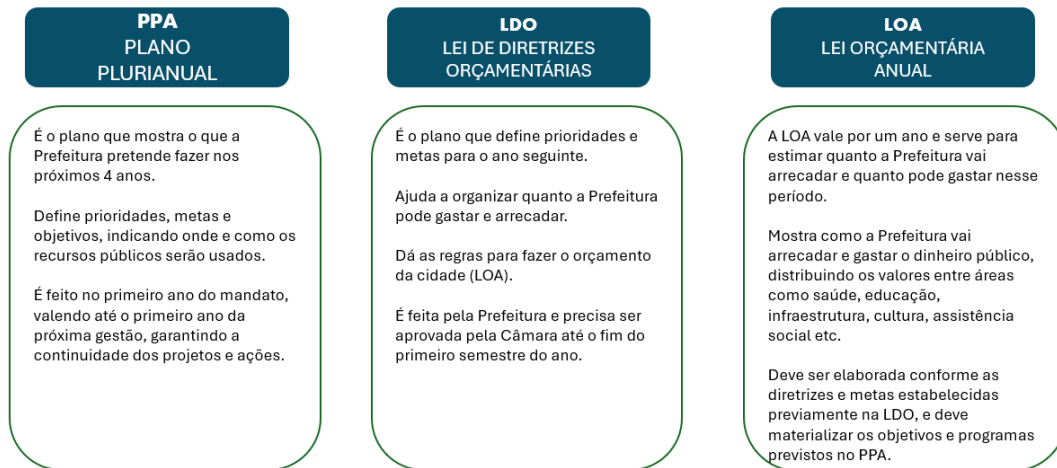 PPA
PLANO
PLURIANUAL
É o plano que mostra o que a
Prefeitura pretende fazer nos
próximos 4 anos.
Define prioridades, metas e
objetivos, indicando onde e como os
recursos públicos serão usados.
É feito no primeiro ano do mandato,
valendo até o primeiro ano da
próxima gestão, garantindo a
continuidade dos projetos e ações.
LDO
LEI DE DIRETRIZES
ORÇAMENTÁRIAS
É o plano que define prioridades e
metas para o ano seguinte.
Ajuda a organizar quanto a Prefeitura
pode gastar e arrecadar.
Dá as regras para fazer o orçamento
da cidade (LOA).
É feita pela Prefeitura e precisa ser
aprovada pela Câmara até o fim do
primeiro semestre do ano.
LOA
LEI ORÇAMENTÁRIA
ANUAL
A LOA vale por um ano e serve para
estimar quanto a Prefeitura vai
arrecadar e quanto pode gastar nesse
período.
Mostra como a Prefeitura vai
arrecadar e gastar o dinheiro público,
distribuindo os valores entre áreas
como saúde, educação,
infraestrutura, cultura, assistência
social etc.
Deve ser elaborada conforme as
diretrizes e metas estabelecidas
previamente na LDO, e deve
materializar os objetivos e programas
previstos no PPA.